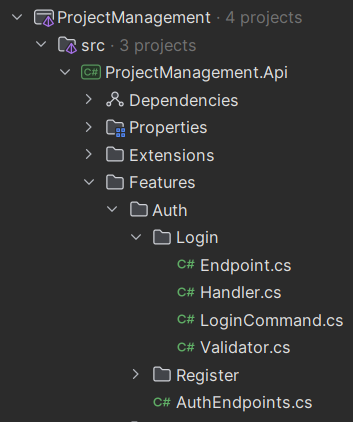 ProjectManagement · 4 projects
src · 3 projects
C# ProjectManagement.Api
Dependencies
Properties
Extensions
Features
Auth
Login
C# Endpoint.cs
C# Handler.cs
C# LoginCommand.cs
C# Validator.cs
Register
C# AuthEndpoints.cs